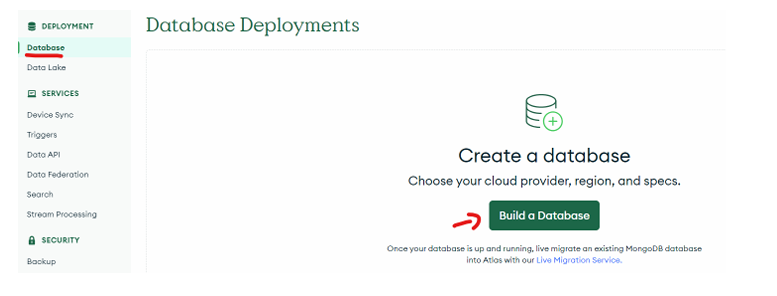 DEPLOYMENT
Database
Data Lake
SERVICES
Device Sync
Triggers
Data API
Data Federation
Search
Stream Processing
SECURITY
Backup
Database Deployments
Create a database
Choose your cloud provider, region, and specs.
Build a Database
Once your database is up and running, live migrate an existing MongoDB database
into Atlas with our Live Migration Service.